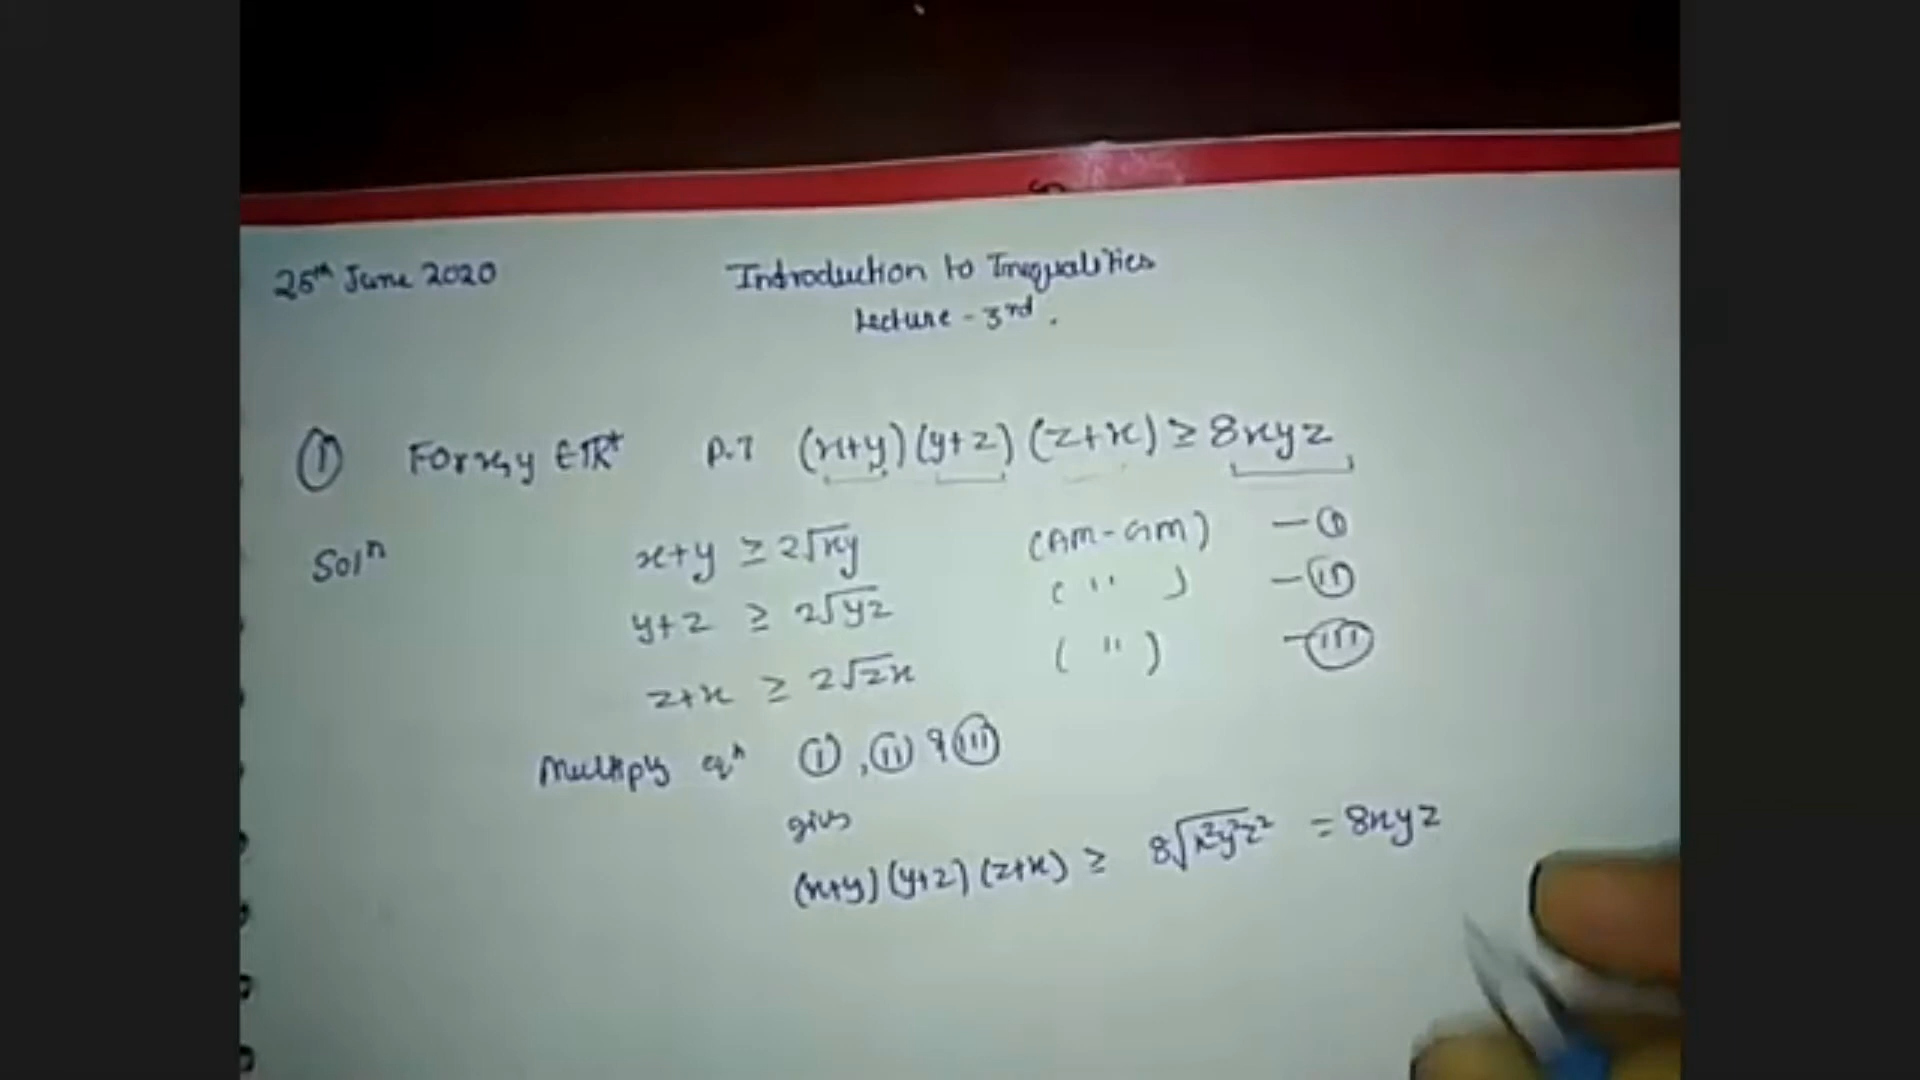 25th June 2020
Introduction to Inequalities
Lecture - 3rd.
① For x, y ∈ ℝ⁺ P.T (x+y)(y+z)(z+x) ≥ 8xyz
Solⁿ x+y ≥ 2√xy (AM-GM) - ⓘ
y+z ≥ 2√yz ( " ) - ⓘⓘ
z+x ≥ 2√zx ( " ) - ⓘⓘⓘ
Multiply eqⁿ ⓘ, ⓘⓘ & ⓘⓘⓘ
givs
(x+y)(y+z)(z+x) ≥ 8√x²y²z² = 8xyz